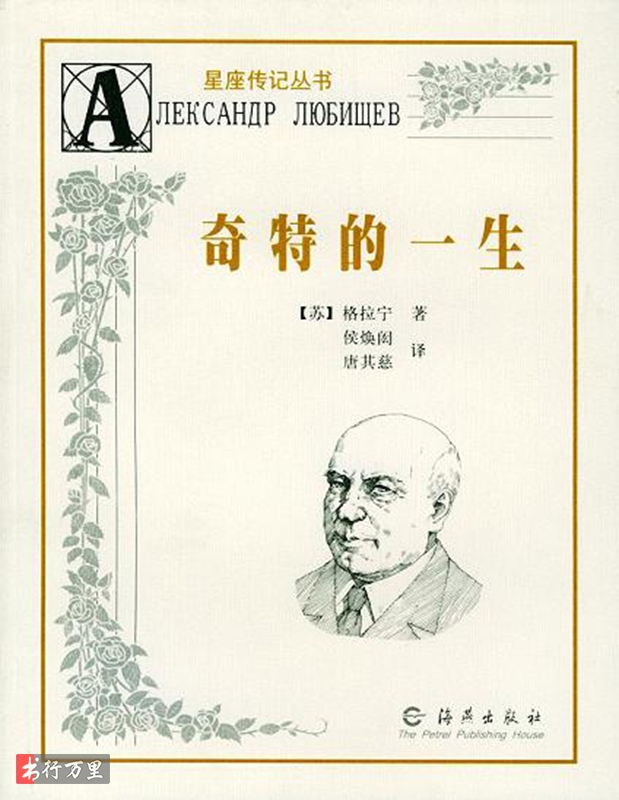 星座传记丛书
АЛЕКСАНДР ЛЮБИЩЕВ
奇特的一生
【苏】格拉宁 著
侯焕闳
唐其慈 译
海燕出版社
The Petrel Publishing House
书行万里